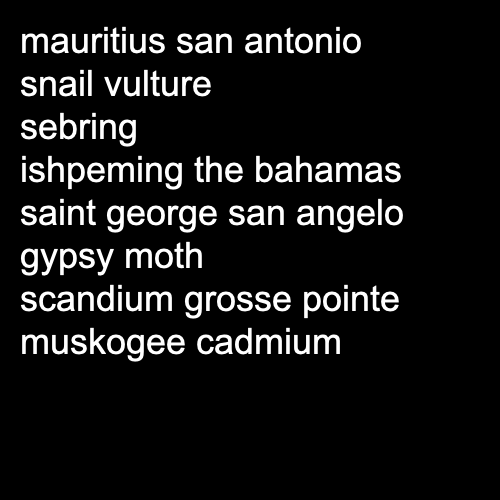 mauritius san antonio
snail vulture
sebring
ishpeming the bahamas
saint george san angelo
gypsy moth
scandium grosse pointe
muskogee cadmium